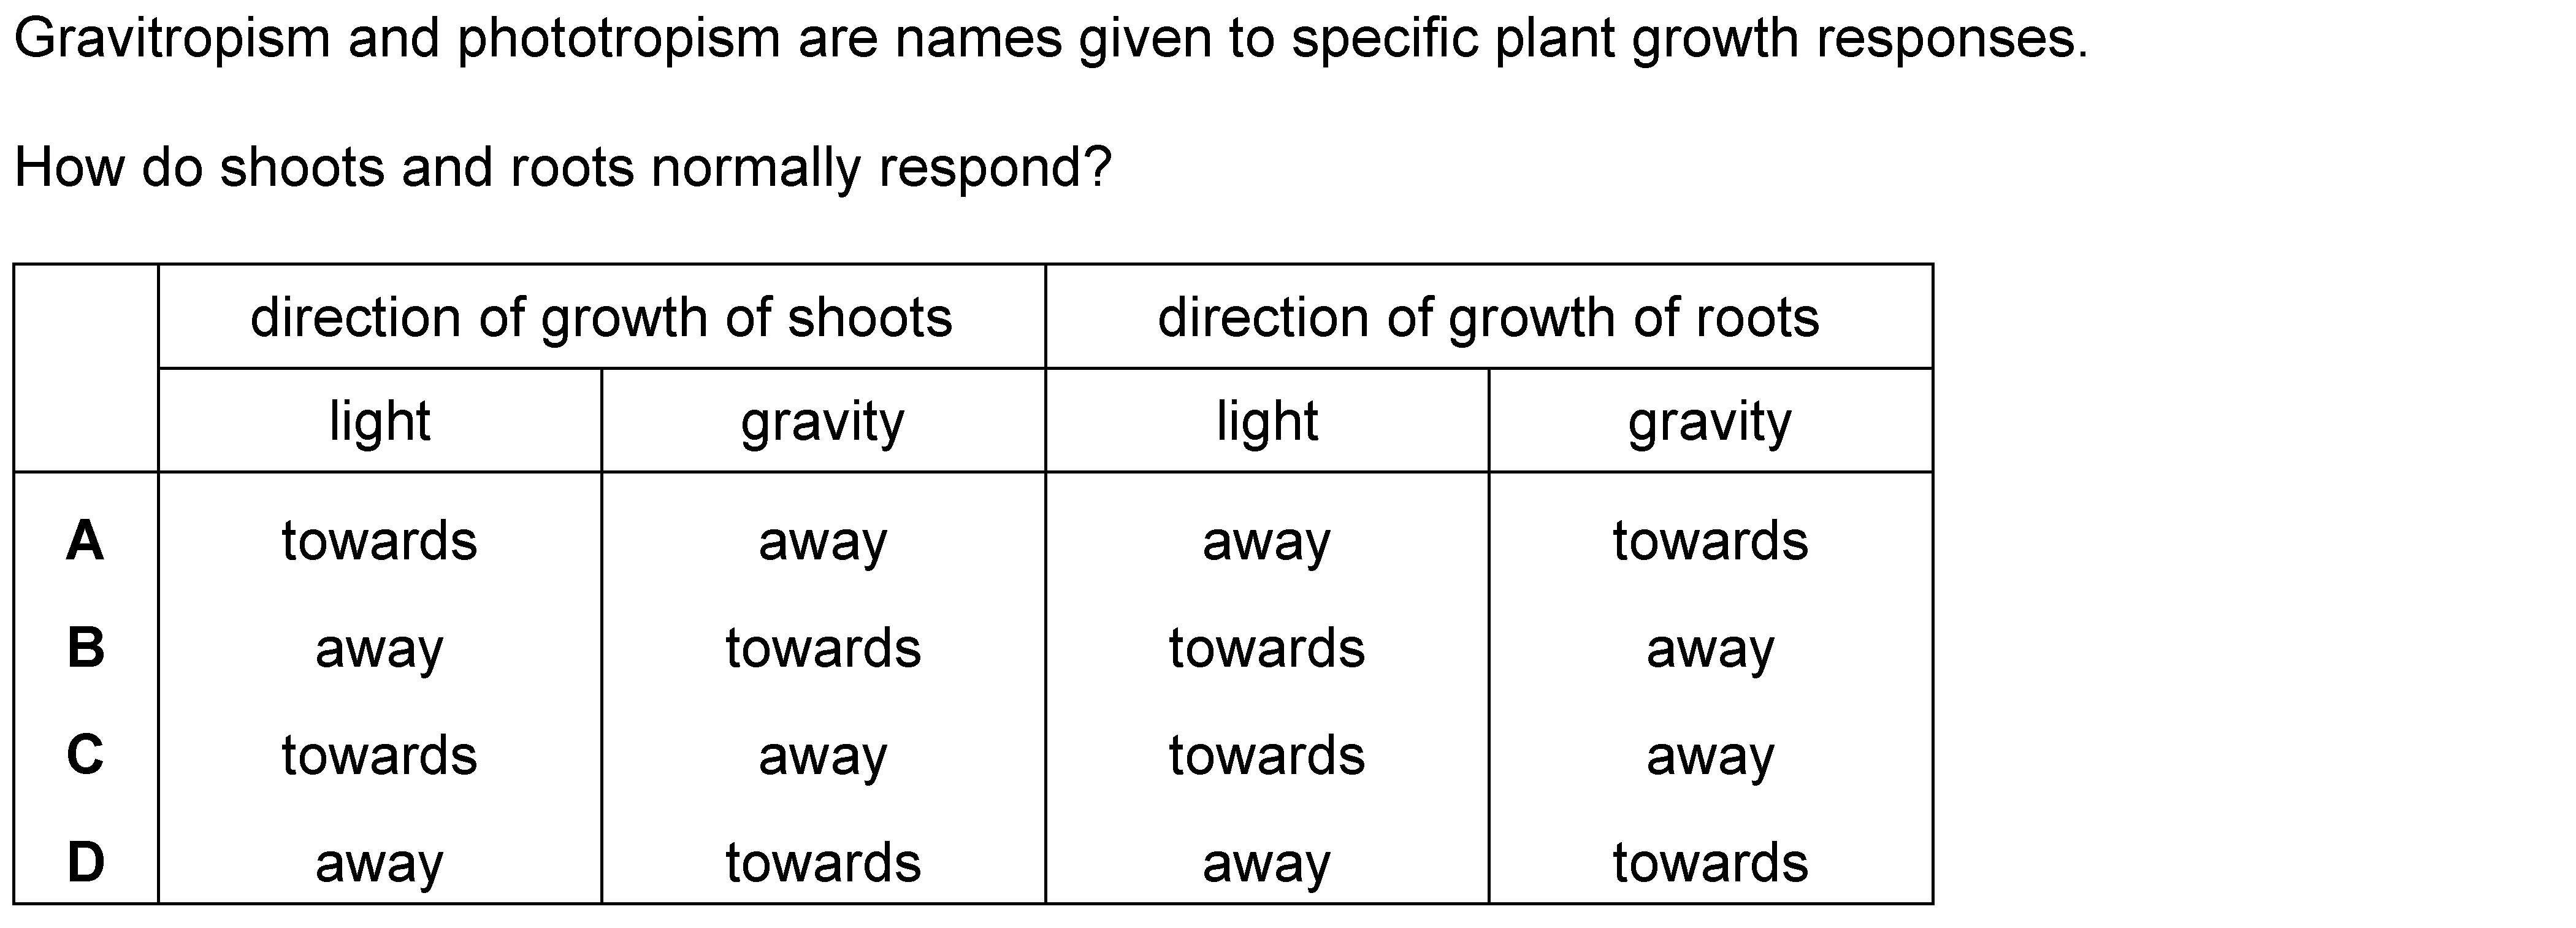 Gravitropism and phototropism are names given to specific plant growth responses.
How do shoots and roots normally respond?
direction of growth of shoots direction of growth of roots
light gravity light gravity
A towards away away towards
B away towards towards away
C towards away towards away
D away towards away towards